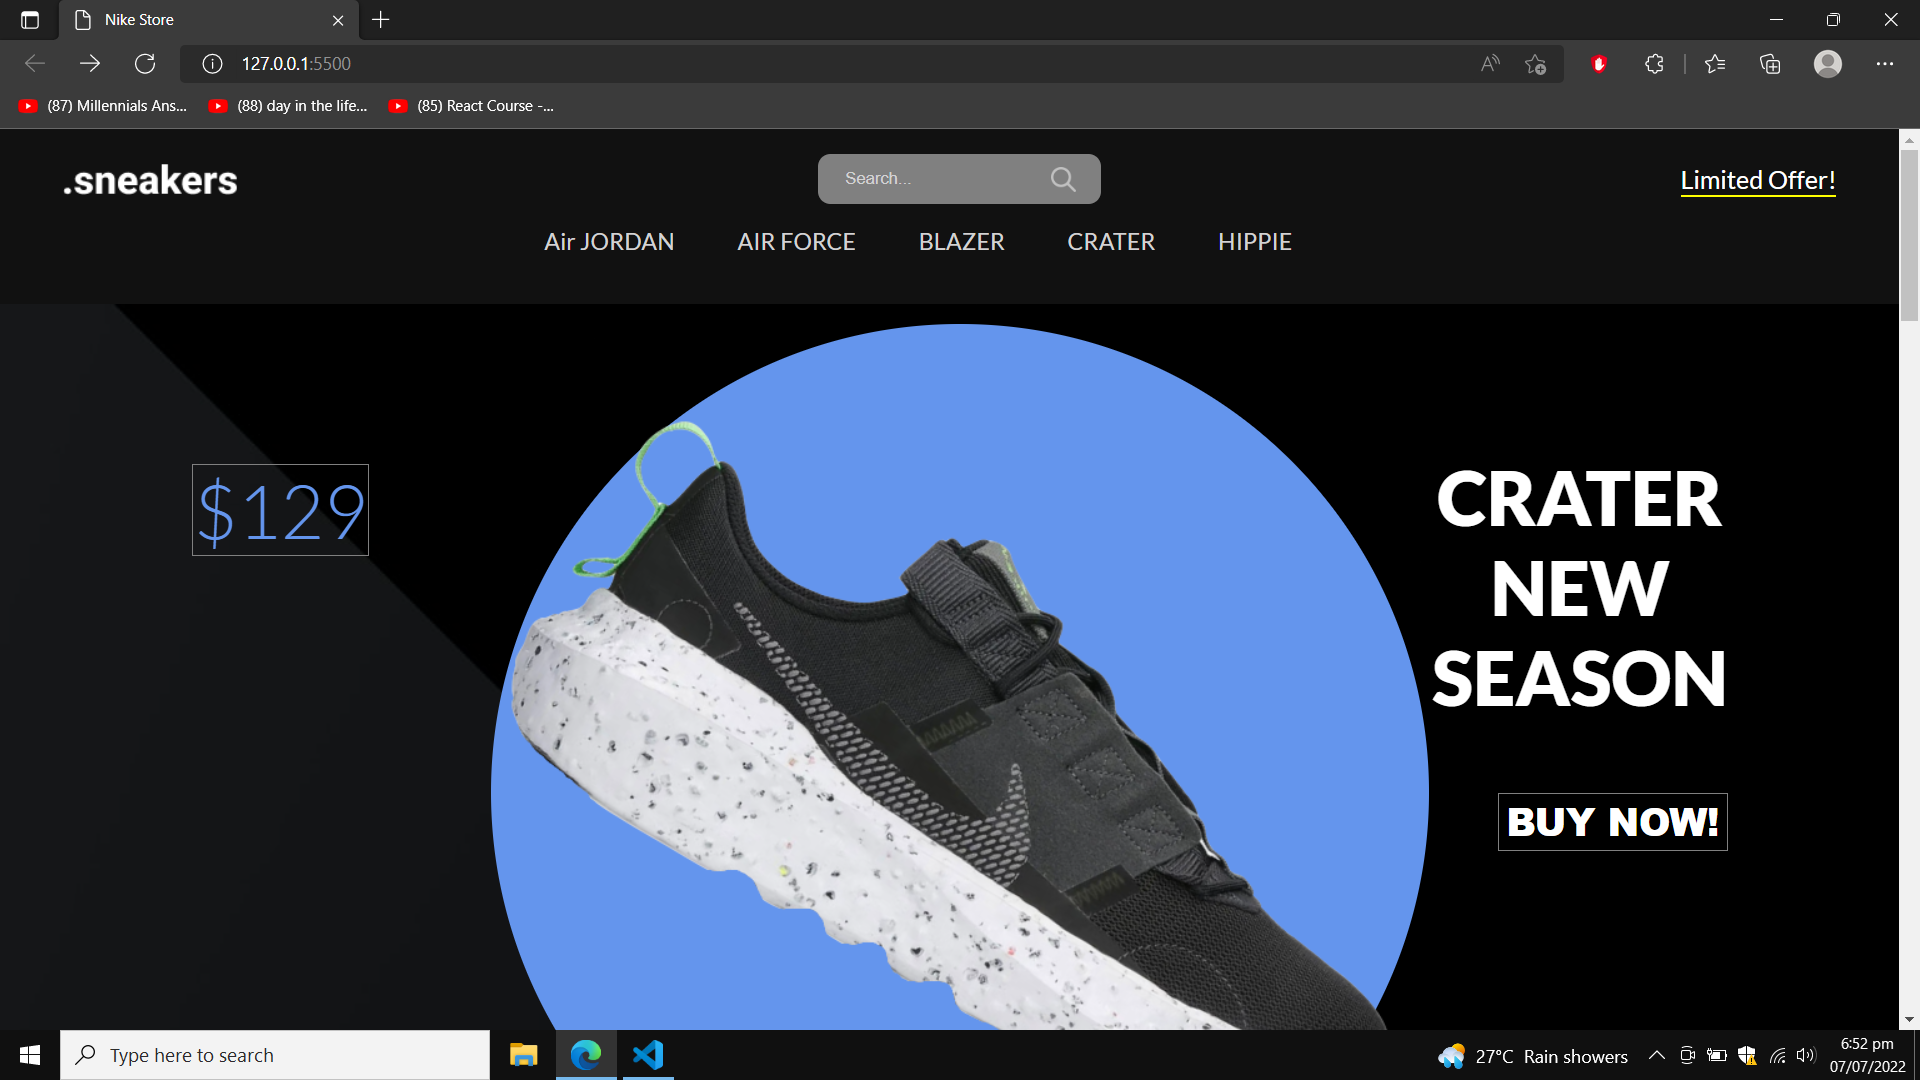 Nike Store
127.0.0.1:5500
(87) Millennials Ans...
(88) day in the life...
(85) React Course -...
.sneakers
Search...
Limited Offer!
Air JORDAN
AIR FORCE
BLAZER
CRATER
HIPPIE
$129
CRATER
NEW
SEASON
BUY NOW!
Type here to search
27°C Rain showers
6:52 pm
07/07/2022